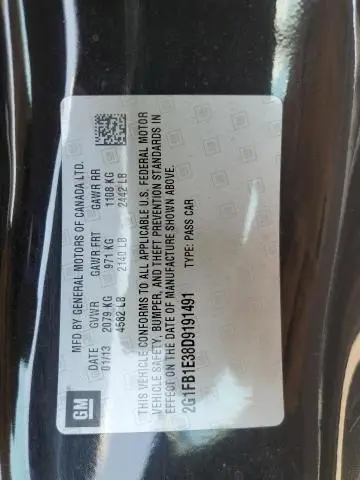 GM
MFD BY GENERAL MOTORS OF CANADA LTD.
DATE GVWR GAWR FRT GAWR RR
01/13 2079 KG 971 KG 1108 KG
4582 LB 2140 LB 2442 LB
THIS VEHICLE CONFORMS TO ALL APPLICABLE U.S. FEDERAL MOTOR
VEHICLE SAFETY, BUMPER, AND THEFT PREVENTION STANDARDS IN
EFFECT ON THE DATE OF MANUFACTURE SHOWN ABOVE.
2G1FB1E38D9191491 TYPE: PASS CAR